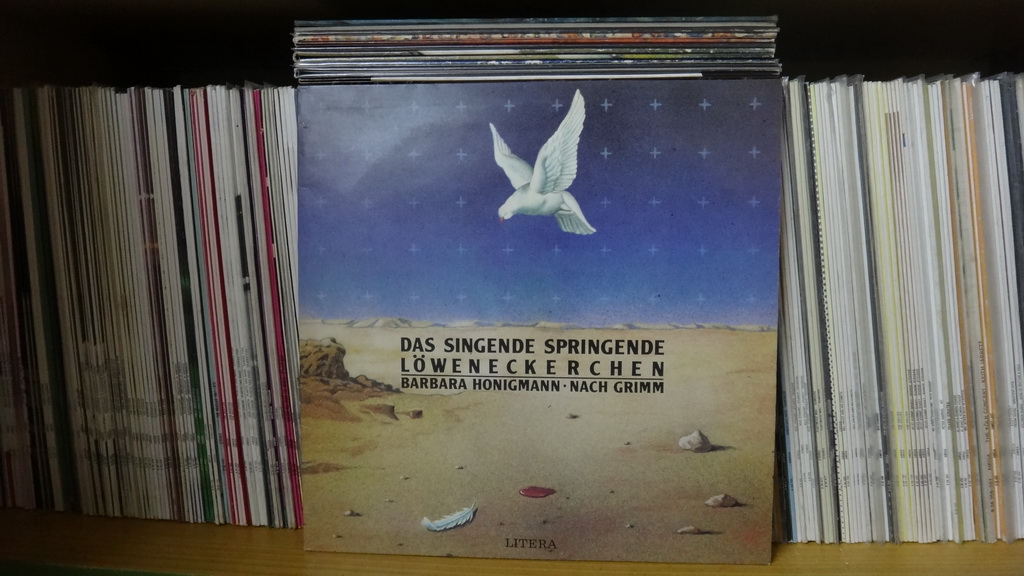 DAS SINGENDE SPRINGENDE
LÖWENECKERCHEN
BARBARA HONIGMANN · NACH GRIMM
LITERA